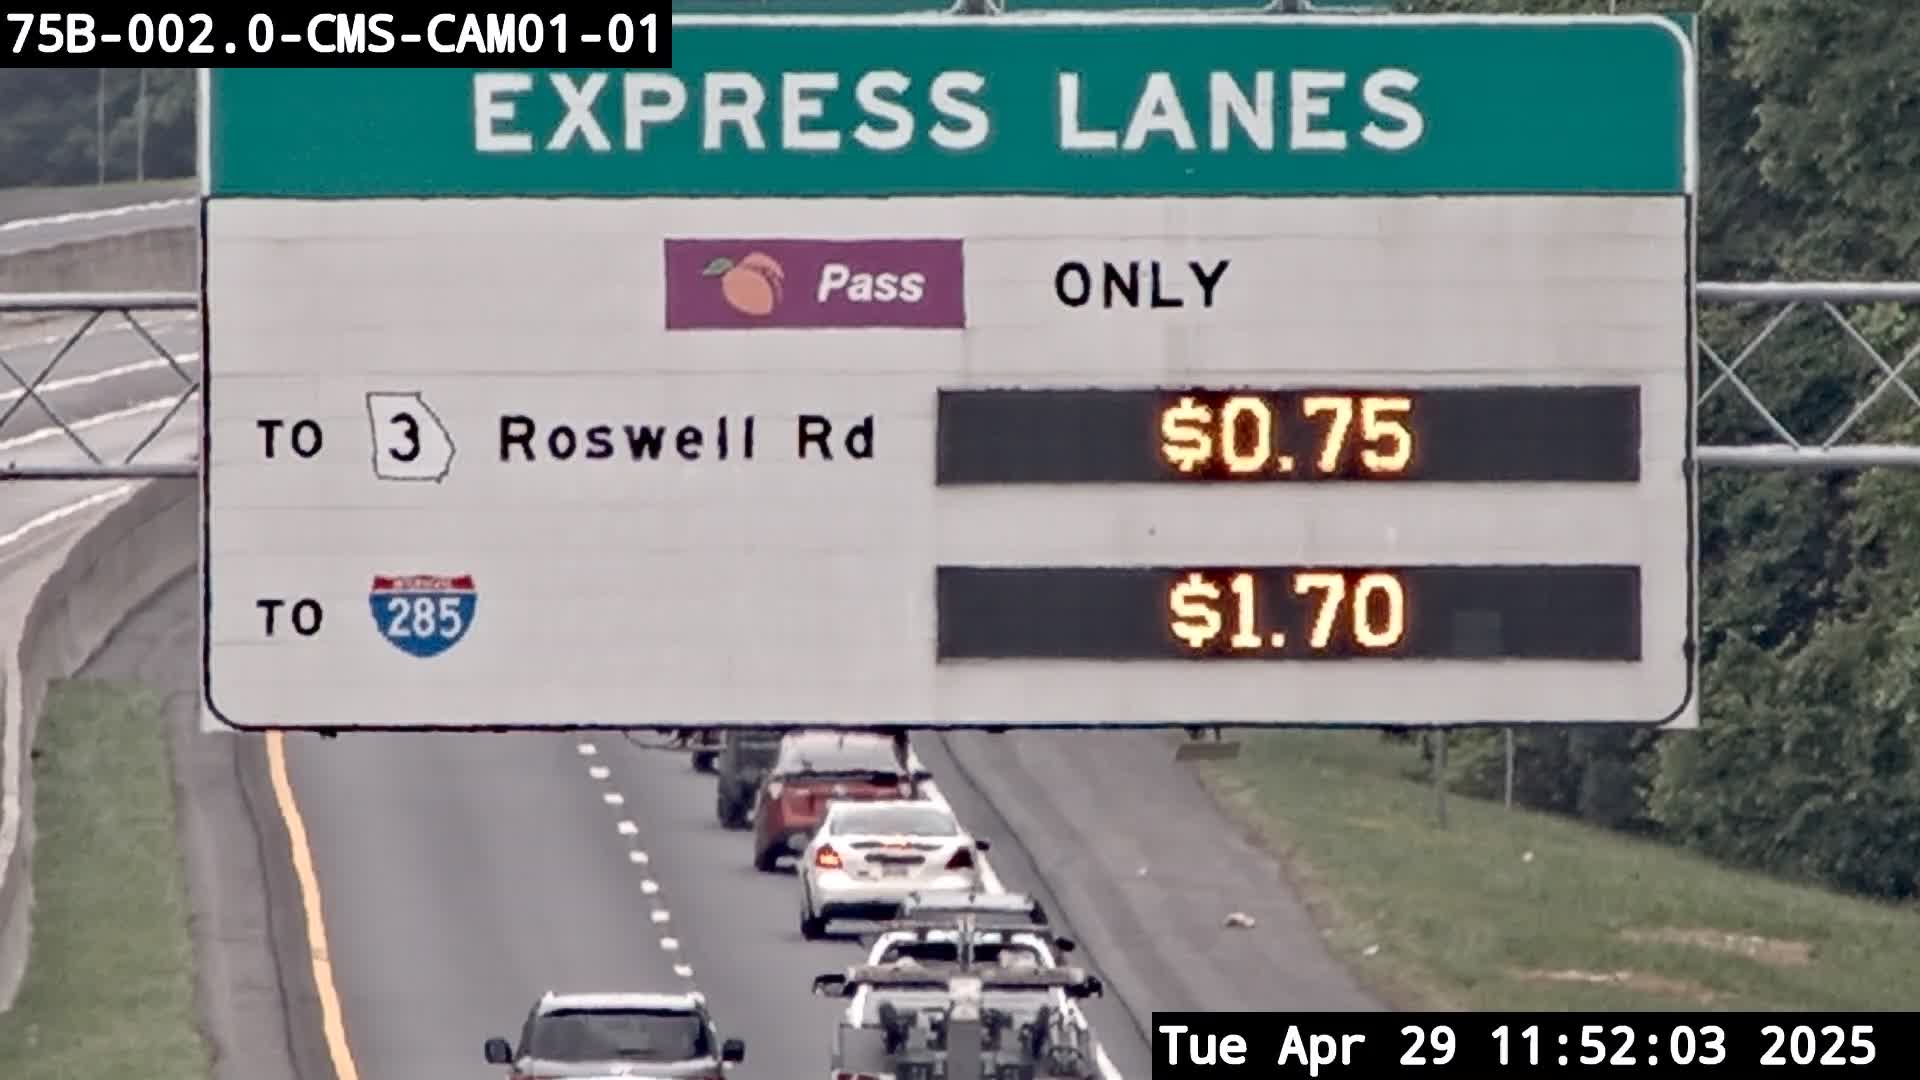 75B-002.0-CMS-CAM01-01
EXPRESS LANES
Pass ONLY
TO 3 Roswell Rd $0.75
TO 285 $1.70
Tue Apr 29 11:52:03 2025